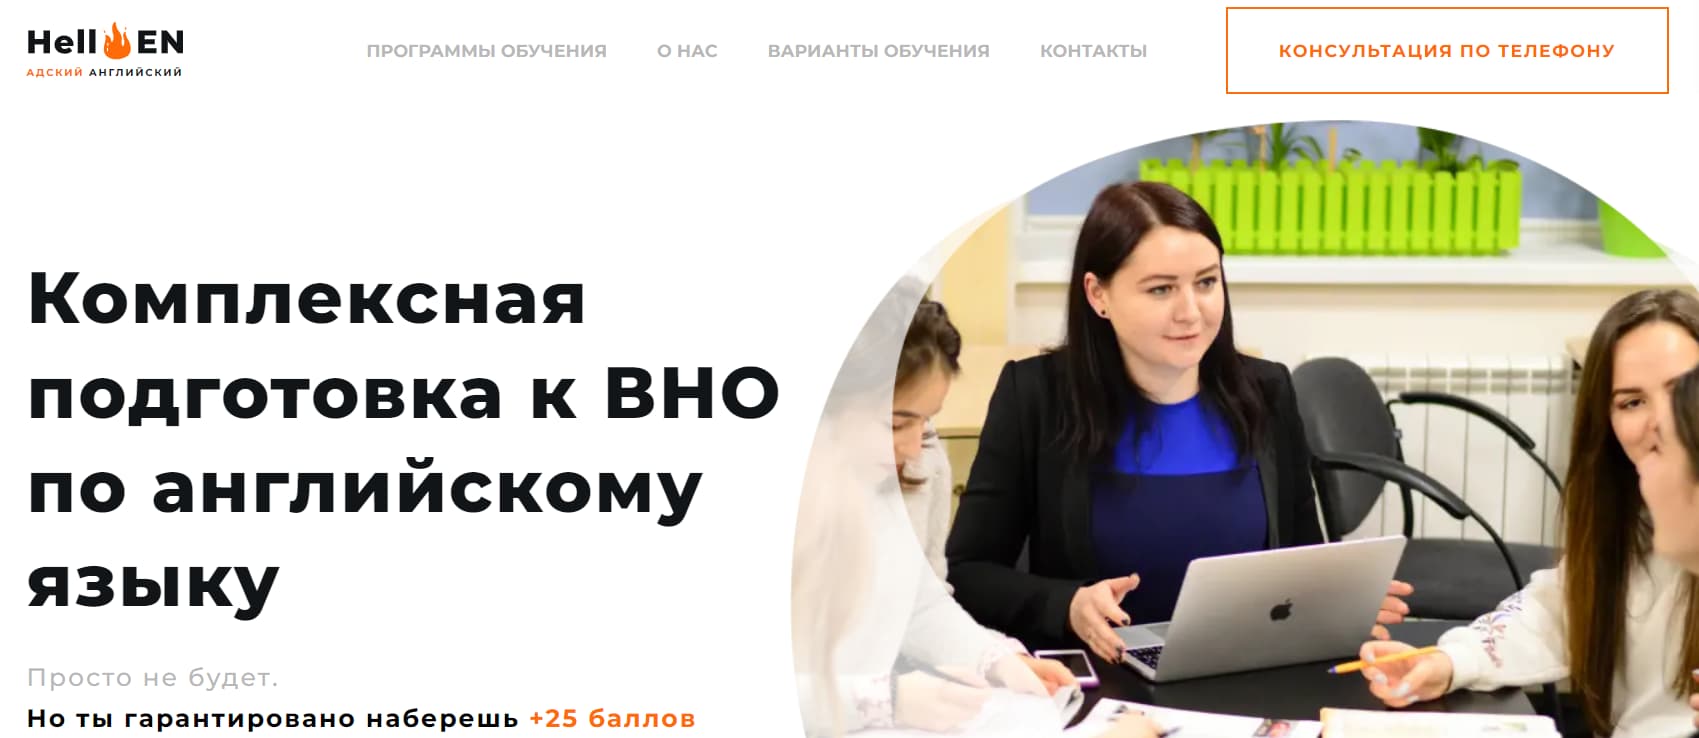 Hell EN
АДСКИЙ АНГЛИЙСКИЙ
ПРОГРАММЫ ОБУЧЕНИЯ
О НАС
ВАРИАНТЫ ОБУЧЕНИЯ
КОНТАКТЫ
КОНСУЛЬТАЦИЯ ПО ТЕЛЕФОНУ
Комплексная
подготовка к ВНО
по английскому
языку
Просто не будет.
Но ты гарантировано наберешь +25 баллов